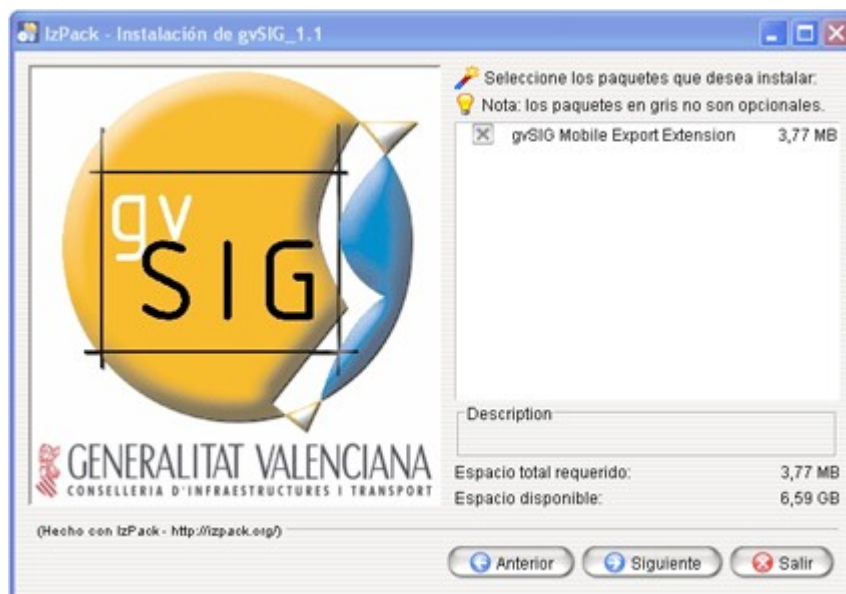 IzPack - Instalación de gvSIG_1.1
gv
SIG
GENERALITAT VALENCIANA
CONSELLERIA D'INFRAESTRUCTURES I TRANSPORT
Seleccione los paquetes que desea instalar:
Nota: los paquetes en gris no son opcionales.
gvSIG Mobile Export Extension 3,77 MB
Description
Espacio total requerido: 3,77 MB
Espacio disponible: 6,59 GB
(Hecho con IzPack - http://izpack.org/)
Anterior Siguiente Salir